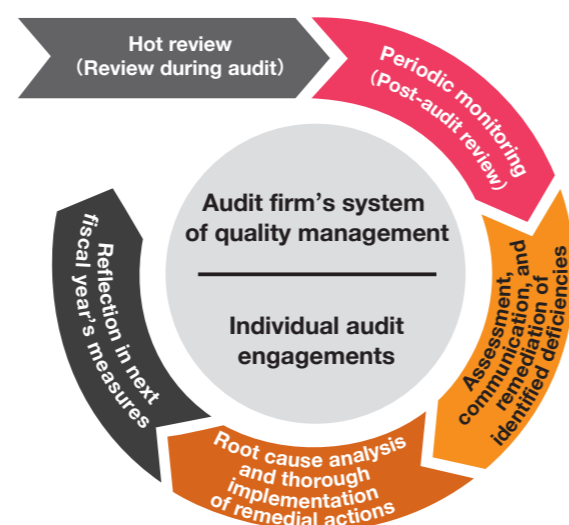 Hot review
(Review during audit)
Periodic monitoring
(Post-audit review)
Assessment,
communication, and
remediation of
identified deficiencies
Root cause analysis
and thorough
implementation
of remedial actions
Reflection in next
fiscal year's measures
Audit firm's system
of quality management
Individual audit
engagements